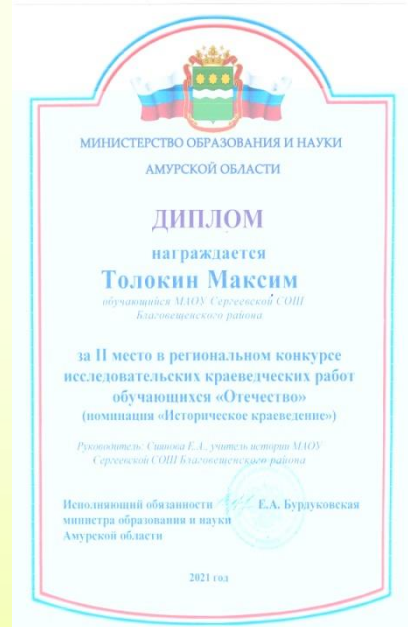 МИНИСТЕРСТВО ОБРАЗОВАНИЯ И НАУКИ
АМУРСКОЙ ОБЛАСТИ
ДИПЛОМ
награждается
Толокин Максим
обучающийся МАОУ Сергеевской СОШ
Благовещенского района
за II место в региональном конкурсе
исследовательских краеведческих работ
обучающихся «Отечество»
(номинация «Историческое краеведение»)
Руководитель: Е.А., учитель истории МАОУ
Сергеевской СОШ Благовещенского района
Исполняющий обязанности Е.А. Бурдуковская
министра образования и науки
Амурской области
2021 год